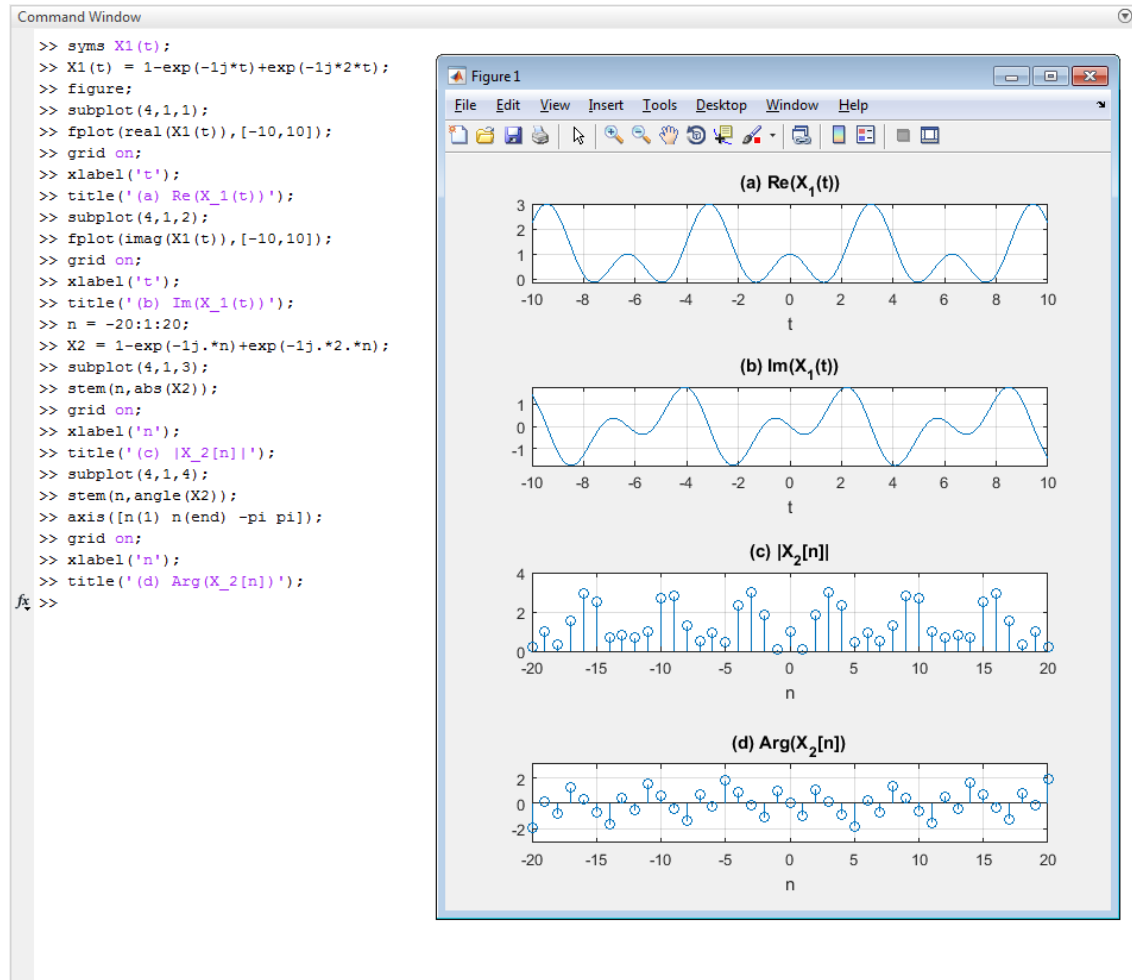 Command Window
>> syms X1(t);
>> X1(t) = 1-exp(-1j*t)+exp(-1j*2*t);
>> figure;
>> subplot(4,1,1);
>> fplot(real(X1(t)),[-10,10]);
>> grid on;
>> xlabel('t');
>> title('(a) Re(X_1(t))');
>> subplot(4,1,2);
>> fplot(imag(X1(t)),[-10,10]);
>> grid on;
>> xlabel('t');
>> title('(b) Im(X_1(t))');
>> n = -20:1:20;
>> X2 = 1-exp(-1j.*n)+exp(-1j.*2.*n);
>> subplot(4,1,3);
>> stem(n,abs(X2));
>> grid on;
>> xlabel('n');
>> title('(c) |X_2[n]|');
>> subplot(4,1,4);
>> stem(n,angle(X2));
>> axis([n(1) n(end) -pi pi]);
>> grid on;
>> xlabel('n');
>> title('(d) Arg(X_2[n])');
fx >>
Figure 1
File Edit View Insert Tools Desktop Window Help
(a) Re(X1(t))
3
2
1
0
-10 -8 -6 -4 -2 0 2 4 6 8 10
t
(b) Im(X1(t))
1
0
-1
-10 -8 -6 -4 -2 0 2 4 6 8 10
t
(c) |X2[n]|
4
2
0
-20 -15 -10 -5 0 5 10 15 20
n
(d) Arg(X2[n])
2
0
-2
-20 -15 -10 -5 0 5 10 15 20
n